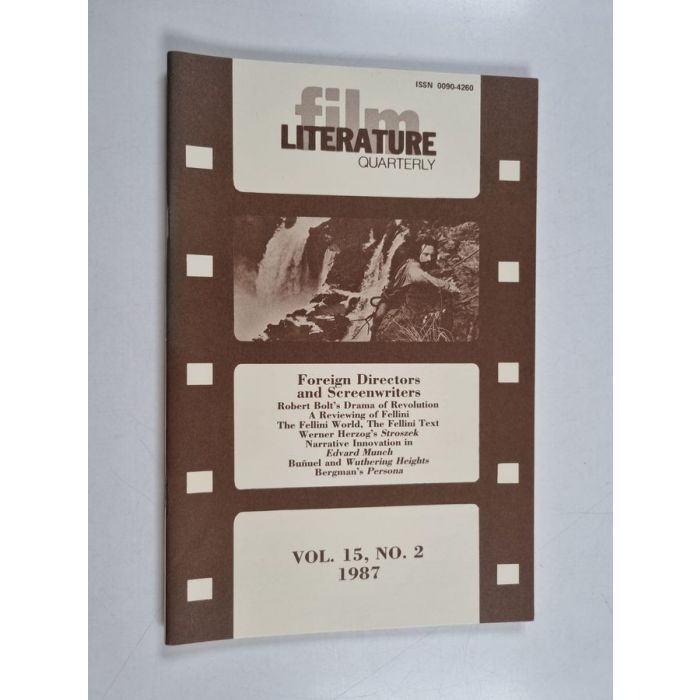 ISSN 0090-4260
film
LITERATURE
QUARTERLY
Foreign Directors
and Screenwriters
Robert Bolt's Drama of Revolution
A Reviewing of Fellini
The Fellini World, The Fellini Text
Werner Herzog's Stroszek
Narrative Innovation in
Edvard Munch
Buñuel and Wuthering Heights
Bergman's Persona
VOL. 15, NO. 2
1987